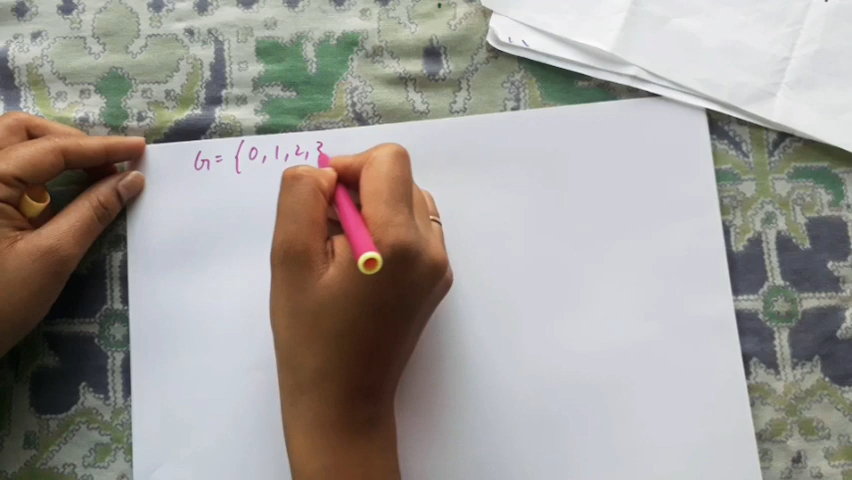 G = {0, 1, 2, 3